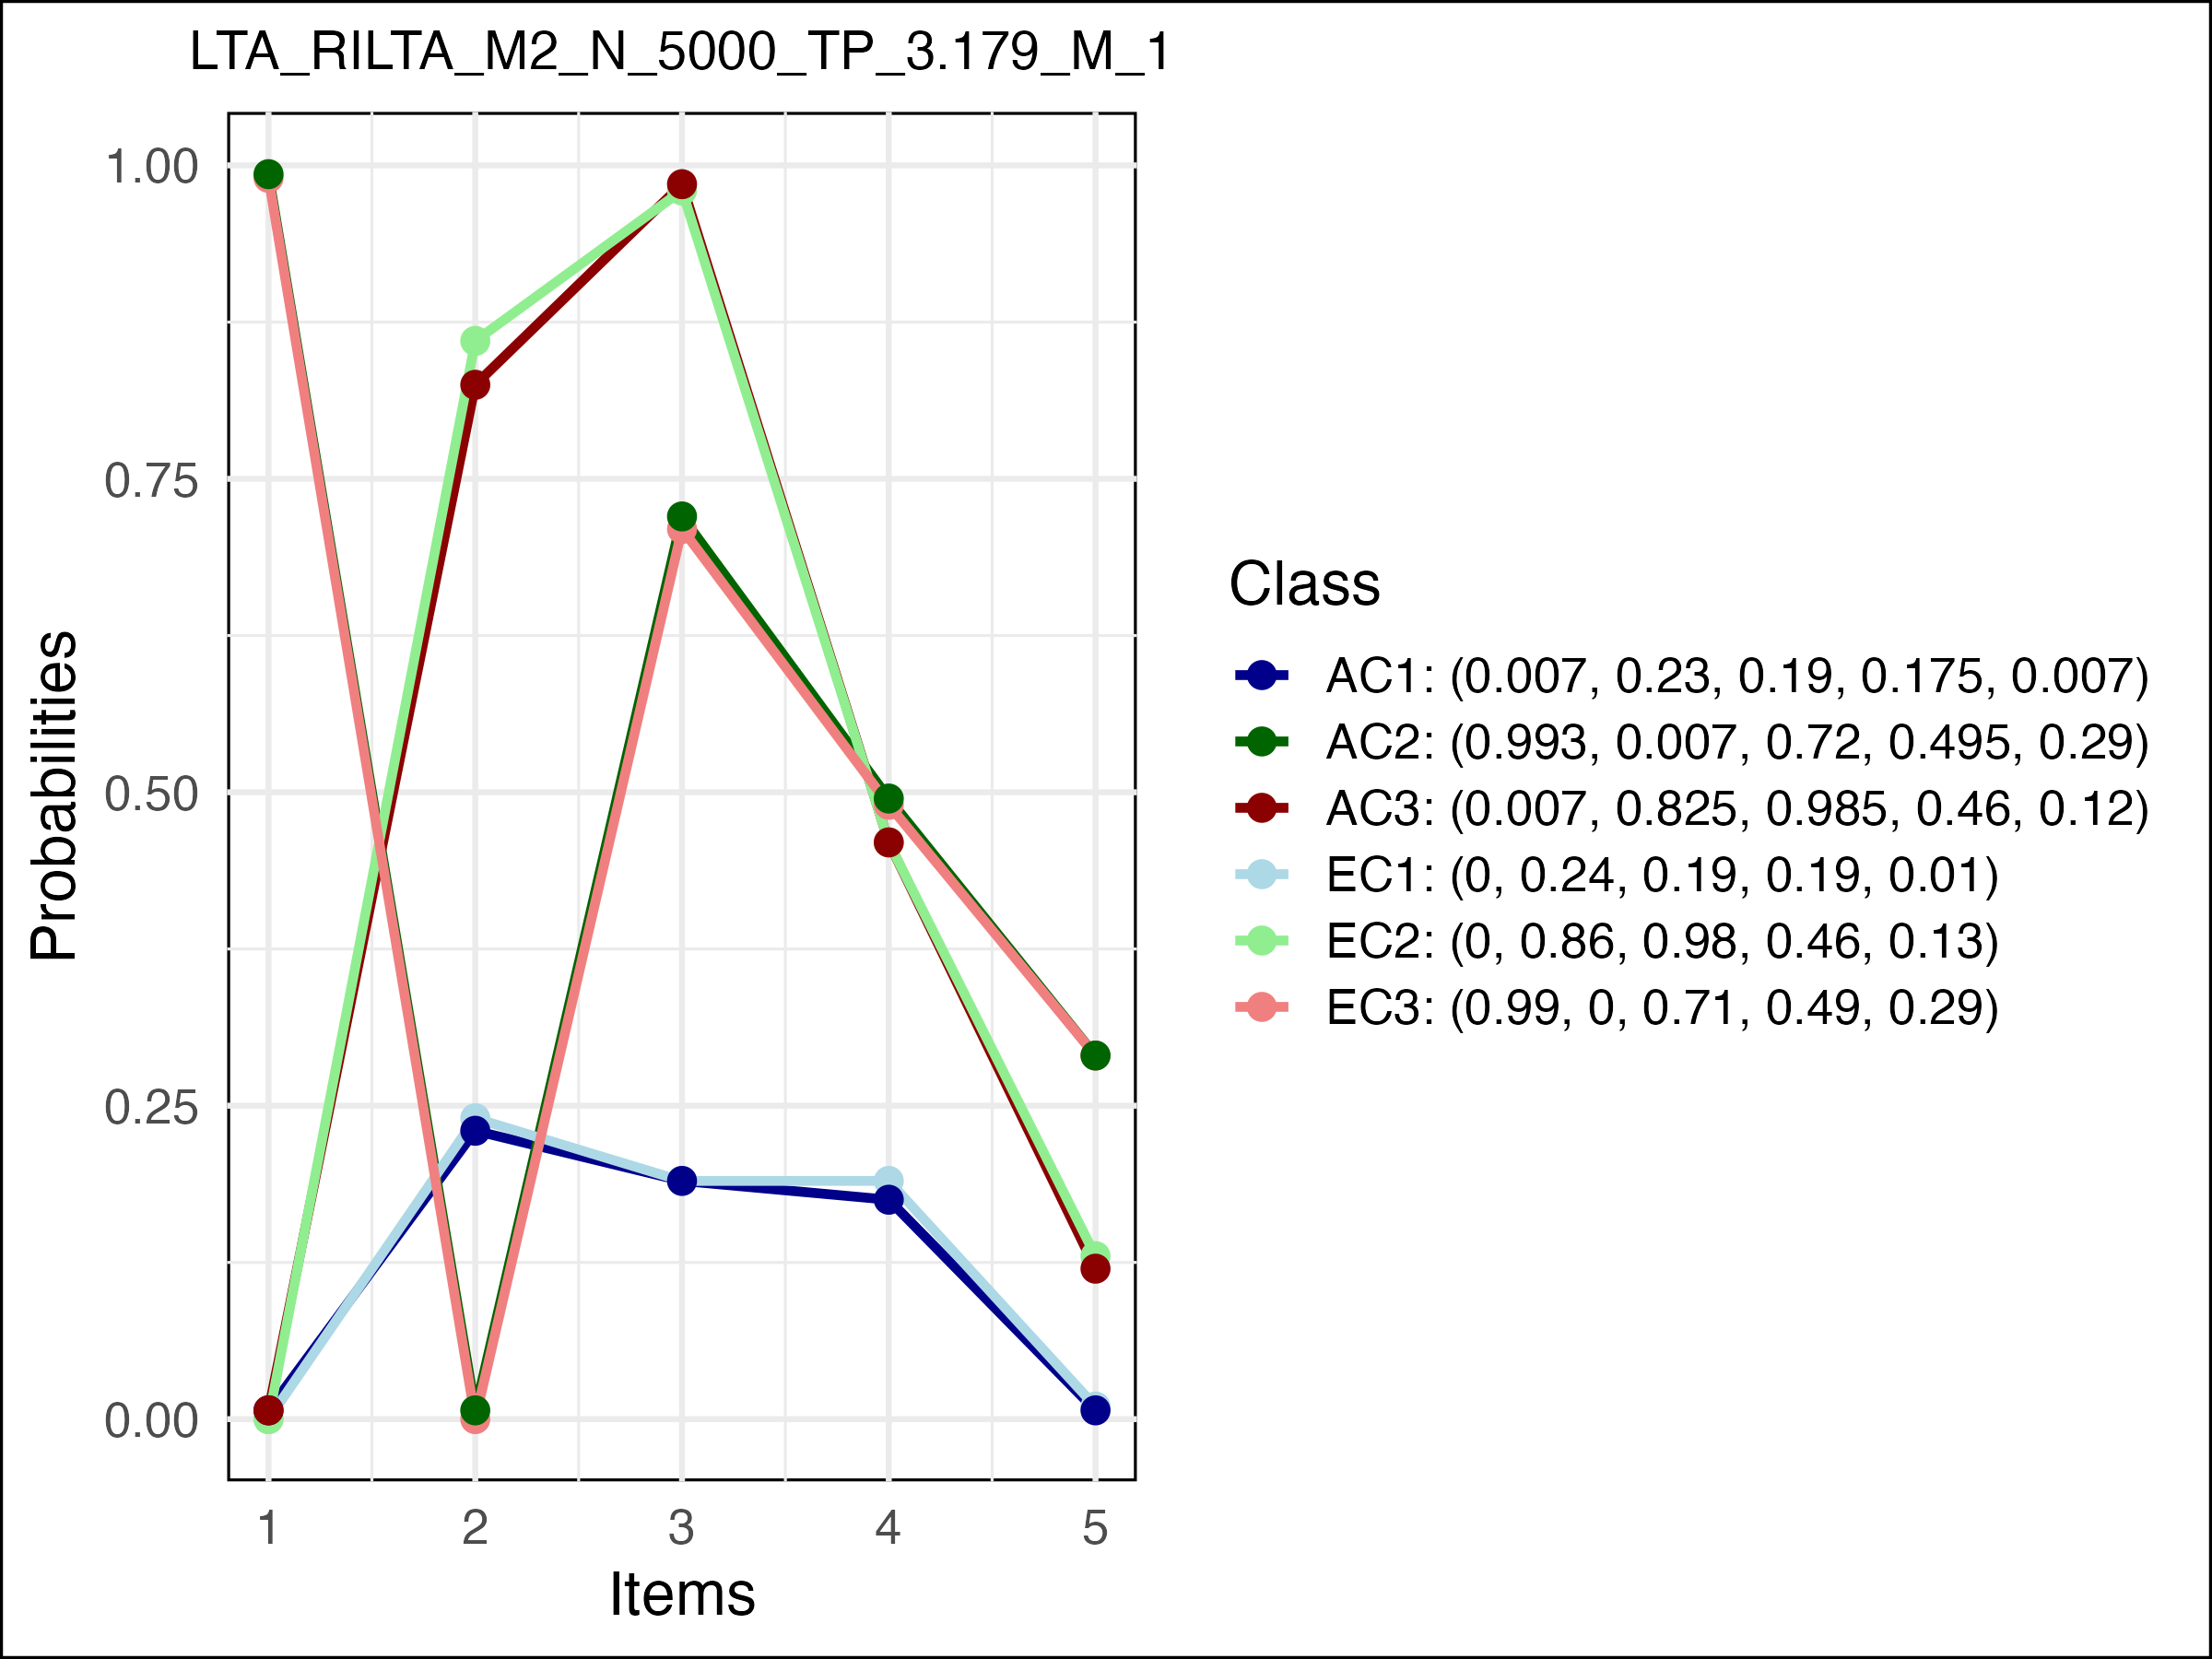 LTA_RILTA_M2_N_5000_TP_3.179_M_1
1.00
0.75
0.50
0.25
0.00
Probabilities
1 2 3 4 5
Items
Class
AC1: (0.007, 0.23, 0.19, 0.175, 0.007)
AC2: (0.993, 0.007, 0.72, 0.495, 0.29)
AC3: (0.007, 0.825, 0.985, 0.46, 0.12)
EC1: (0, 0.24, 0.19, 0.19, 0.01)
EC2: (0, 0.86, 0.98, 0.46, 0.13)
EC3: (0.99, 0, 0.71, 0.49, 0.29)